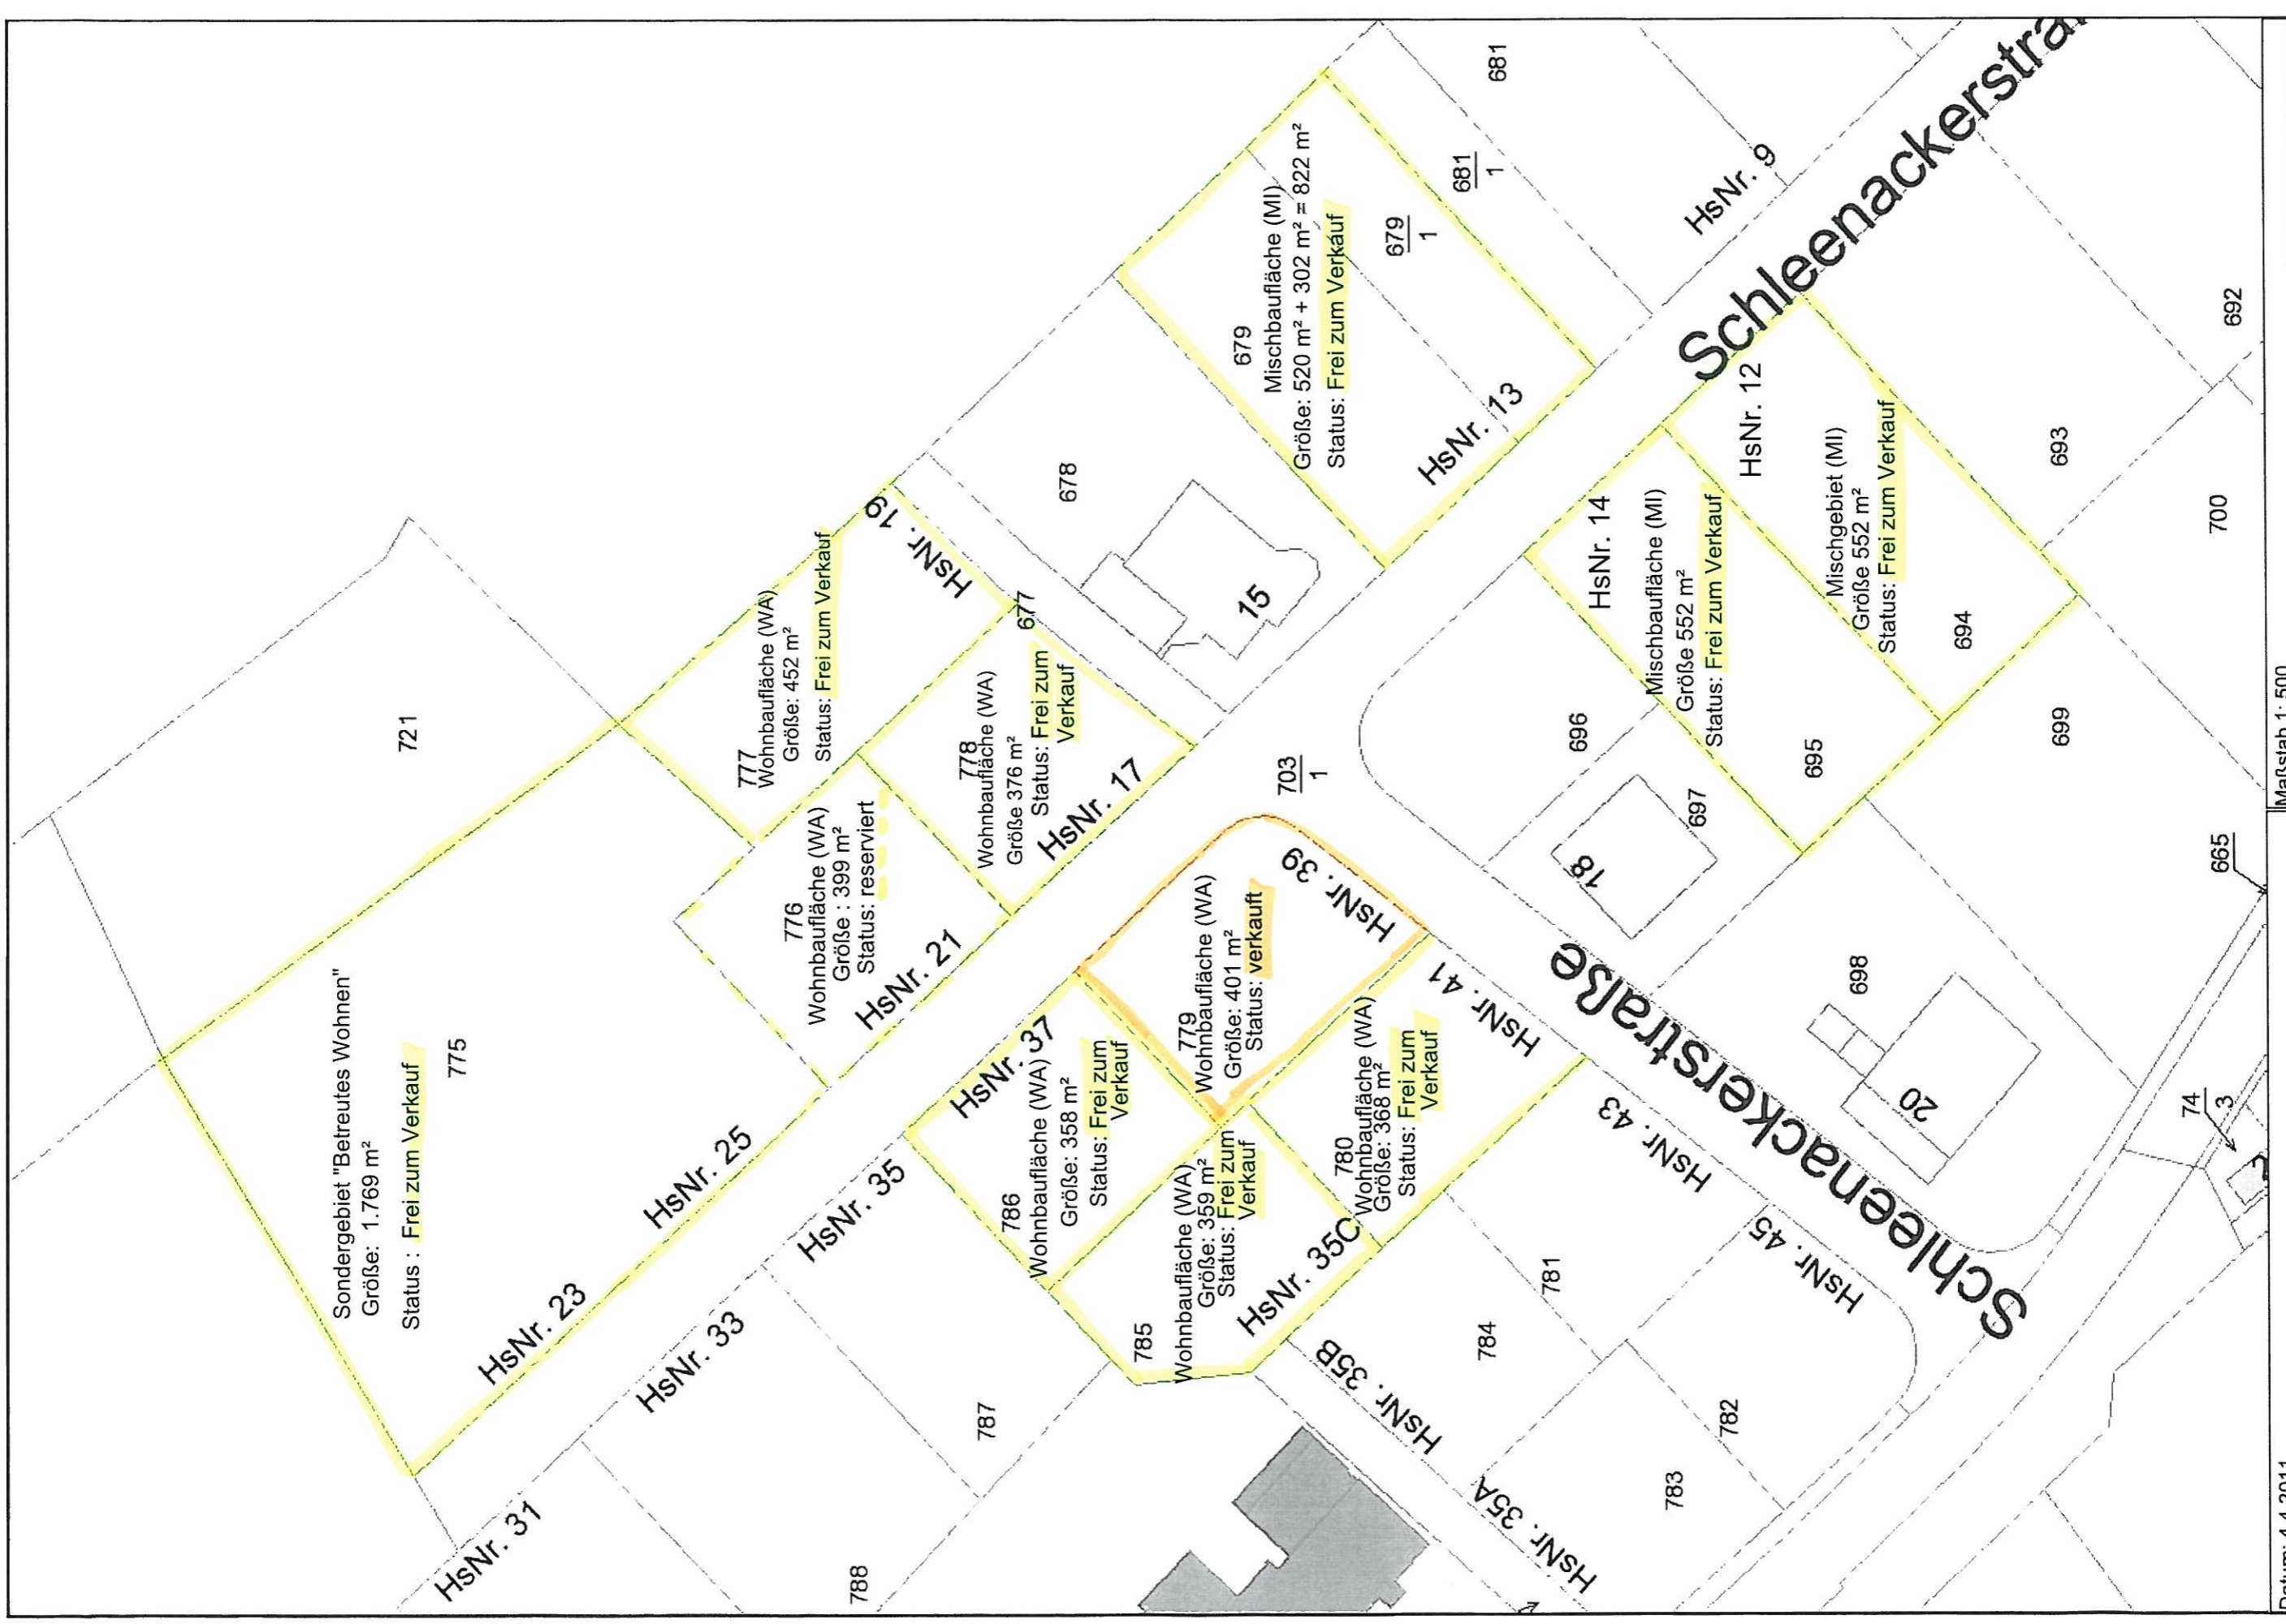 721
Sondergebiet "Betreutes Wohnen"
Größe: 1.769 m²
Status : Frei zum Verkauf
775
HsNr. 23
HsNr. 25
HsNr. 31
HsNr. 33
HsNr. 35
HsNr. 37
788
787
777
Wohnbaufläche (WA)
Größe: 452 m²
Status: Frei zum Verkauf
HsNr. 19
776
Wohnbaufläche (WA)
Größe : 399 m²
Status: reserviert
HsNr. 21
778
Wohnbaufläche (WA)
Größe 376 m²
Status: Frei zum
Verkauf
HsNr. 17
677
678
15
679
Mischbaufläche (MI)
Größe: 520 m² + 302 m² = 822 m²
Status: Frei zum Verkauf
679
1
HsNr. 13
681
681
1
HsNr. 9
786
Wohnbaufläche (WA)
Größe: 358 m²
Status: Frei zum
Verkauf
779
Wohnbaufläche (WA)
Größe: 401 m²
Status: verkauft
HsNr. 39
703
1
785
Wohnbaufläche (WA)
Größe: 359 m²
Status: Frei zum
Verkauf
HsNr. 35C
780
Wohnbaufläche (WA)
Größe: 368 m²
Status: Frei zum
Verkauf
HsNr. 41
HsNr. 43
HsNr. 45
HsNr. 35B
HsNr. 35A
781
784
782
783
Schleenackerstraße
Schleenackerstra
696
697
18
HsNr. 14
Mischbaufläche (MI)
Größe 552 m²
Status: Frei zum Verkauf
695
HsNr. 12
Mischgebiet (MI)
Größe 552 m²
Status: Frei zum Verkauf
694
693
692
700
699
698
20
665
74
3
Maßstab 1: 500
Datum: 4.4.2011